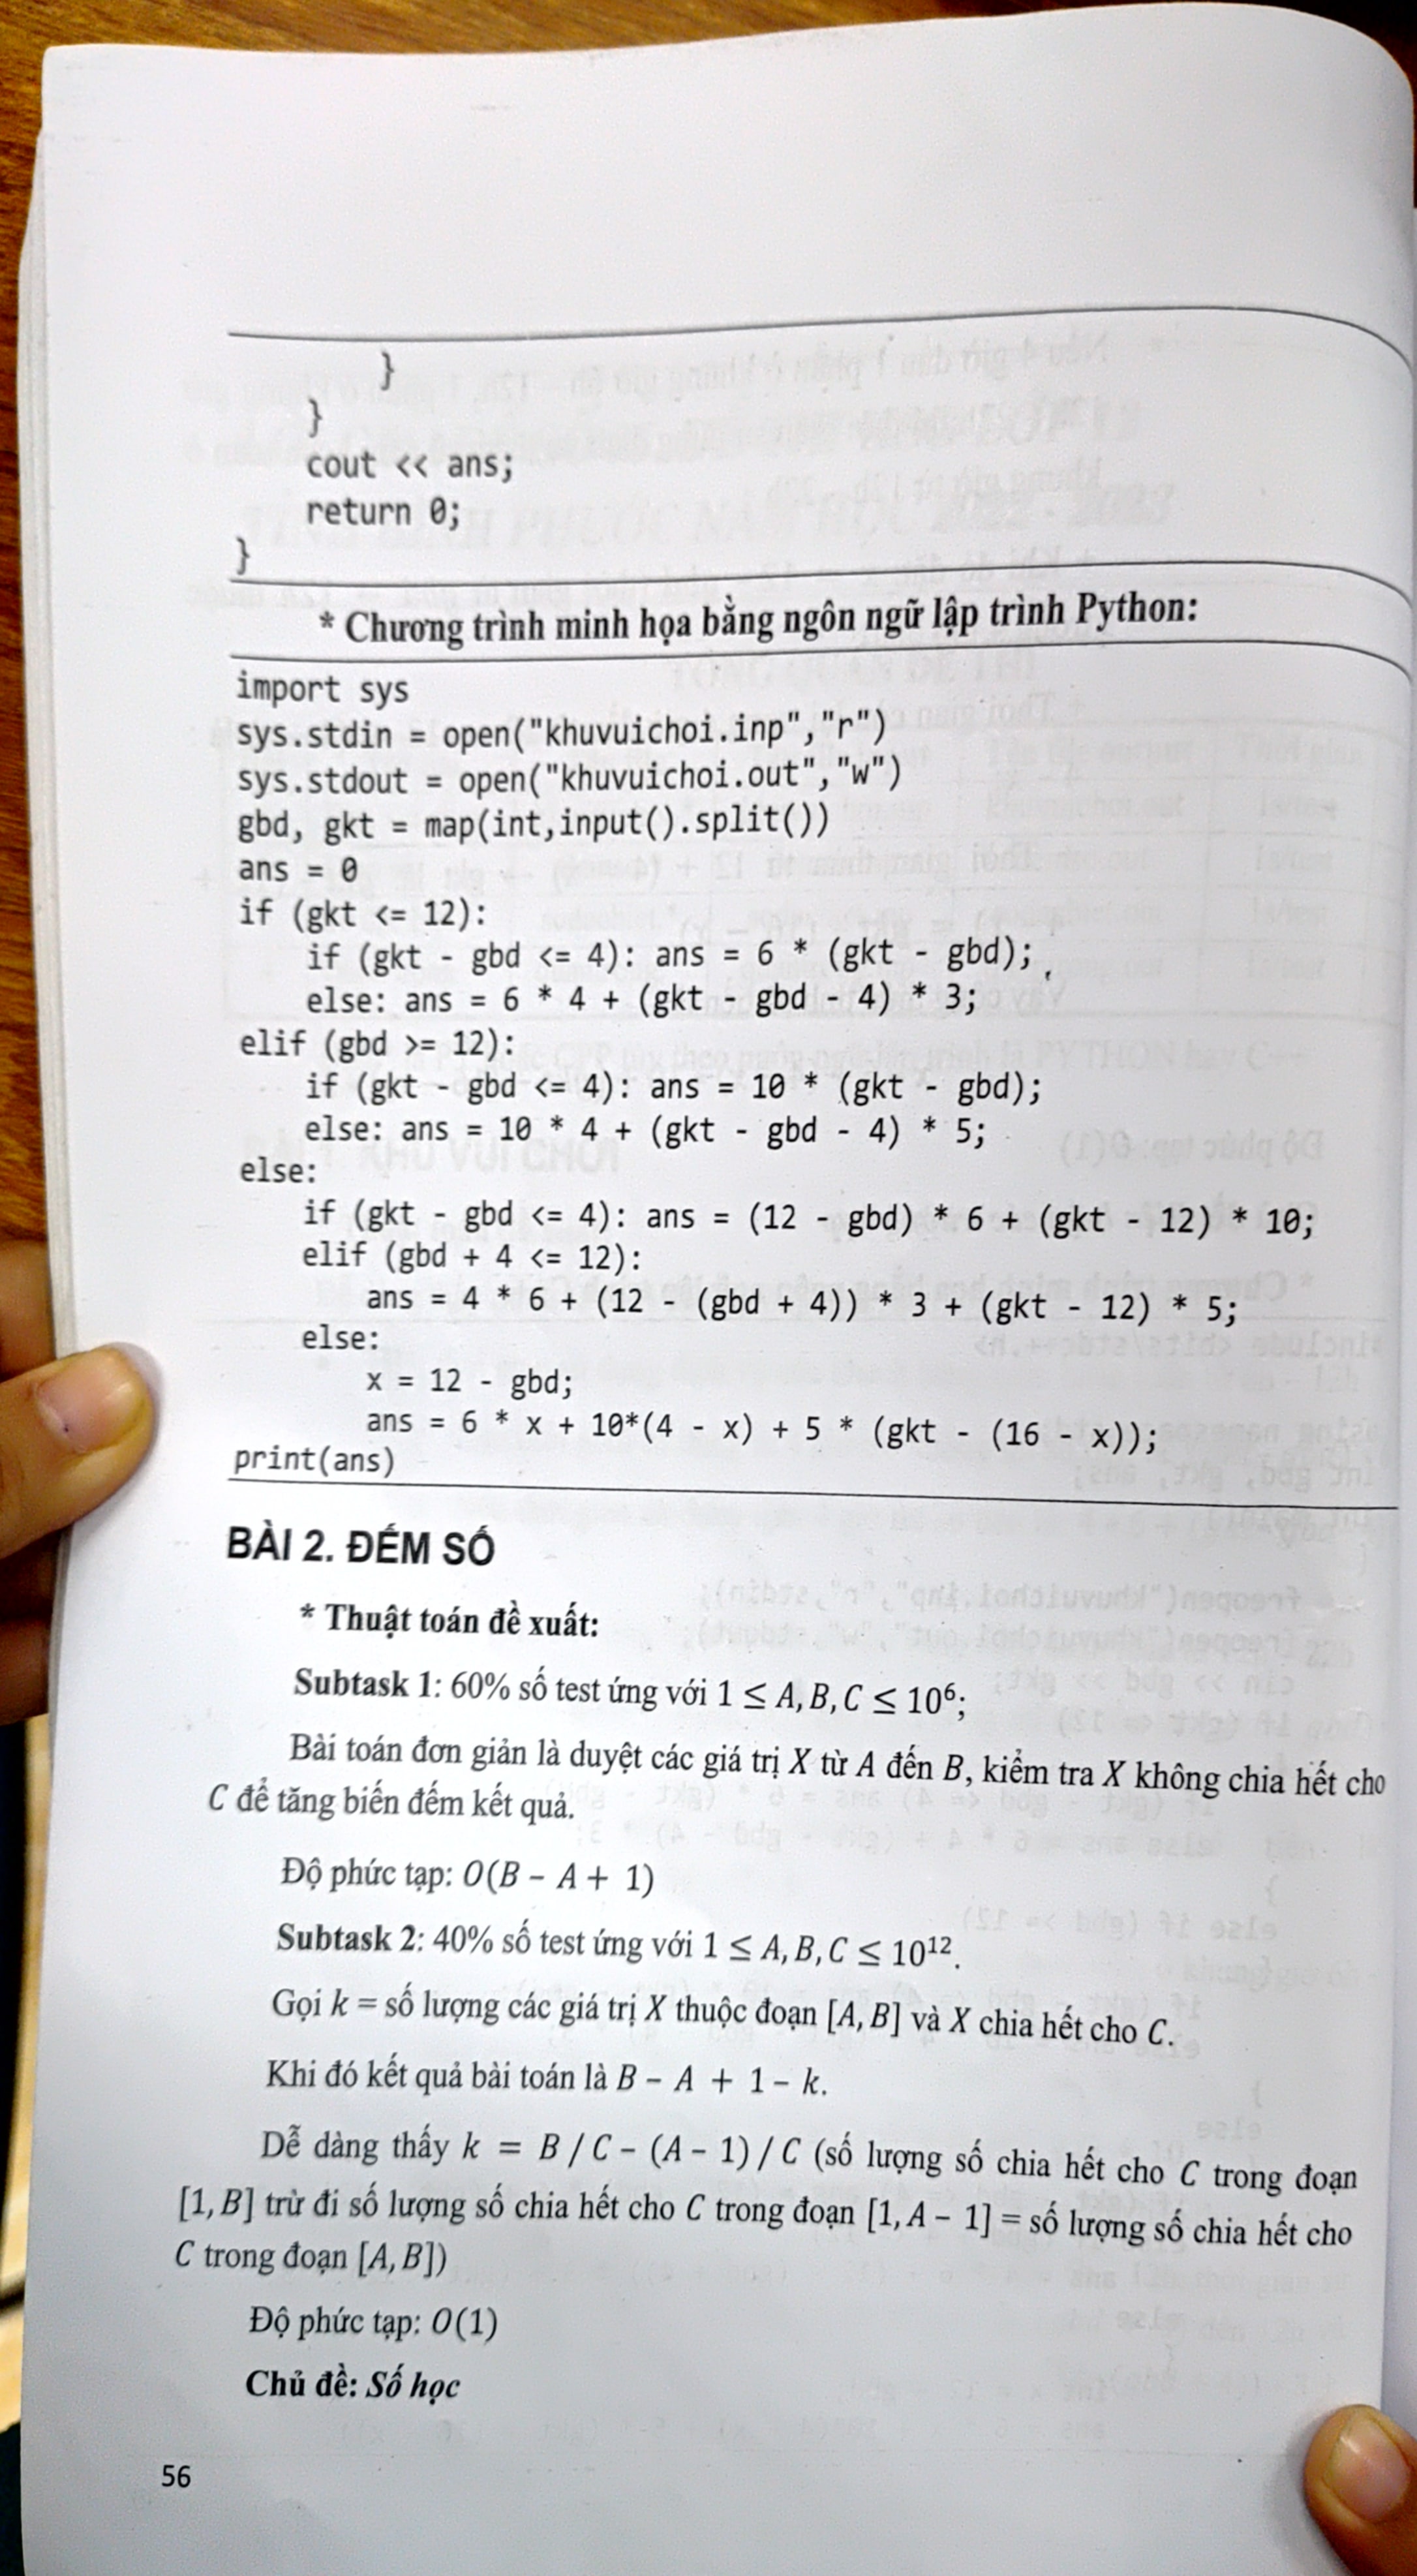 }
}
cout << ans;
return 0;
}
* Chương trình minh họa bằng ngôn ngữ lập trình Python:
import sys
sys.stdin = open("khuvuichoi.inp","r")
sys.stdout = open("khuvuichoi.out","w")
gbd, gkt = map(int,input().split())
ans = 0
if (gkt <= 12):
if (gkt - gbd <= 4): ans = 6 * (gkt - gbd);
else: ans = 6 * 4 + (gkt - gbd - 4) * 3;
elif (gbd >= 12):
if (gkt - gbd <= 4): ans = 10 * (gkt - gbd);
else: ans = 10 * 4 + (gkt - gbd - 4) * 5;
else:
if (gkt - gbd <= 4): ans = (12 - gbd) * 6 + (gkt - 12) * 10;
elif (gbd + 4 <= 12):
ans = 4 * 6 + (12 - (gbd + 4)) * 3 + (gkt - 12) * 5;
else:
x = 12 - gbd;
ans = 6 * x + 10*(4 - x) + 5 * (gkt - (16 - x));
print(ans)
BÀI 2. ĐẾM SỐ
* Thuật toán đề xuất:
Subtask 1: 60% số test ứng với 1 ≤ A, B, C ≤ 10⁶;
Bài toán đơn giản là duyệt các giá trị X từ A đến B, kiểm tra X không chia hết cho
C để tăng biến đếm kết quả.
Độ phức tạp: O(B – A + 1)
Subtask 2: 40% số test ứng với 1 ≤ A, B, C ≤ 10¹².
Gọi k = số lượng các giá trị X thuộc đoạn [A, B] và X chia hết cho C.
Khi đó kết quả bài toán là B – A + 1 – k.
Dễ dàng thấy k = B / C – (A – 1) / C (số lượng số chia hết cho C trong đoạn
[1, B] trừ đi số lượng số chia hết cho C trong đoạn [1, A – 1] = số lượng số chia hết cho
C trong đoạn [A, B])
Độ phức tạp: O(1)
Chủ đề: Số học
56